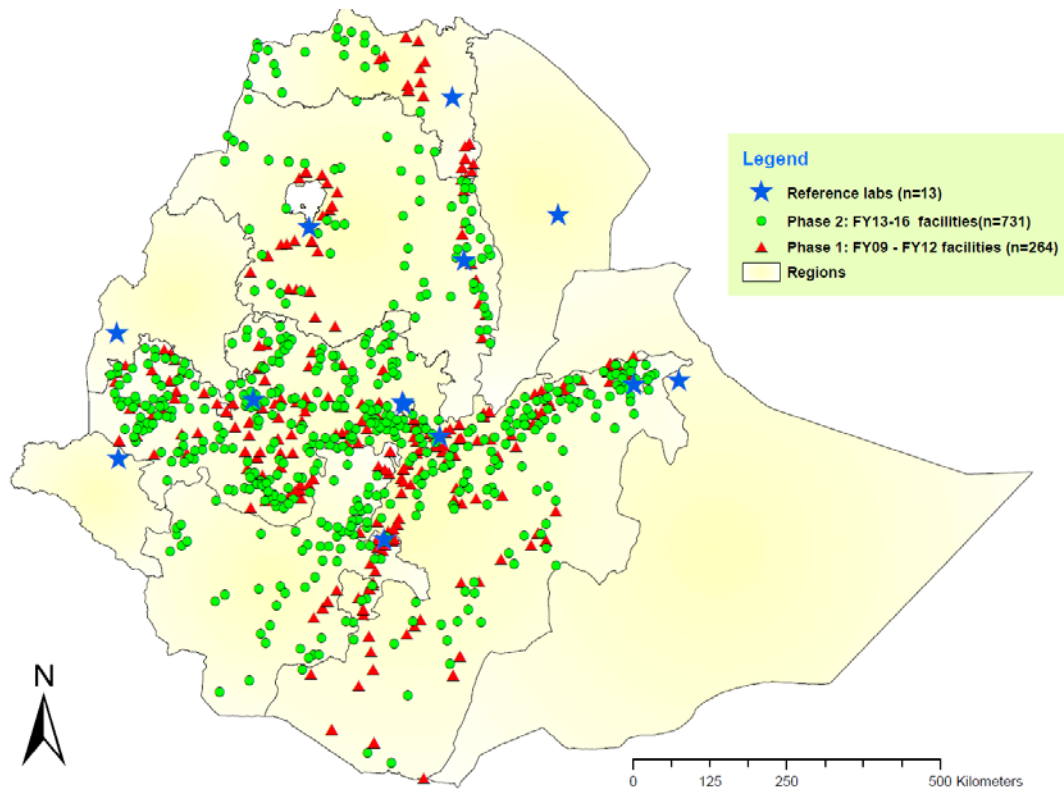 Legend
Reference labs (n=13)
Phase 2: FY13-16 facilities(n=731)
Phase 1: FY09 - FY12 facilities (n=264)
Regions
N
0 125 250 500 Kilometers